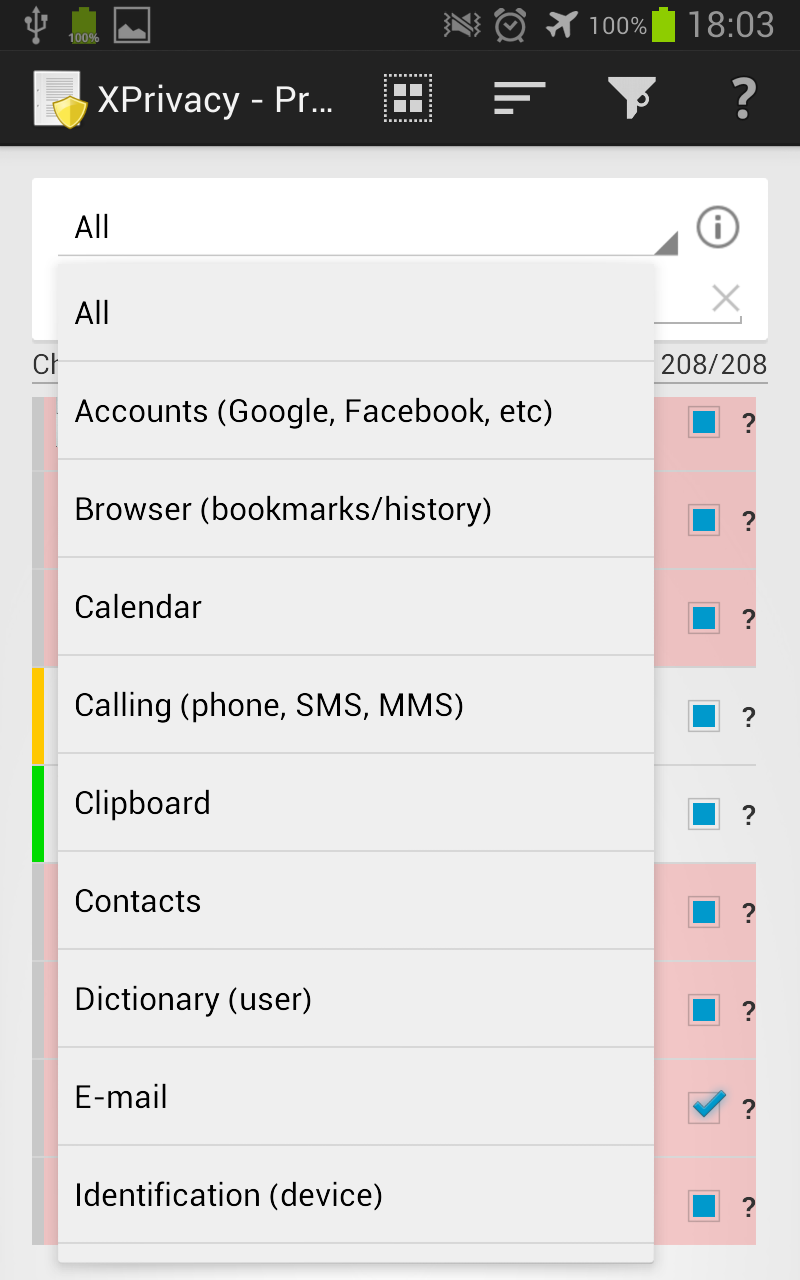 100%
100%
18:03
XPrivacy - Pr...
?
All
All
Ch
208/208
Accounts (Google, Facebook, etc)
?
Browser (bookmarks/history)
?
Calendar
?
Calling (phone, SMS, MMS)
?
Clipboard
?
Contacts
?
Dictionary (user)
?
E-mail
?
Identification (device)
?